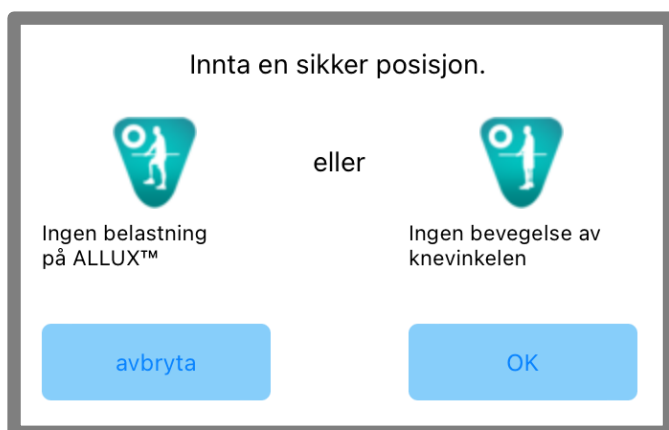 Innta en sikker posisjon.
eller
Ingen belastning
på ALLUX™
Ingen bevegelse av
knevinkelen
avbryta
OK